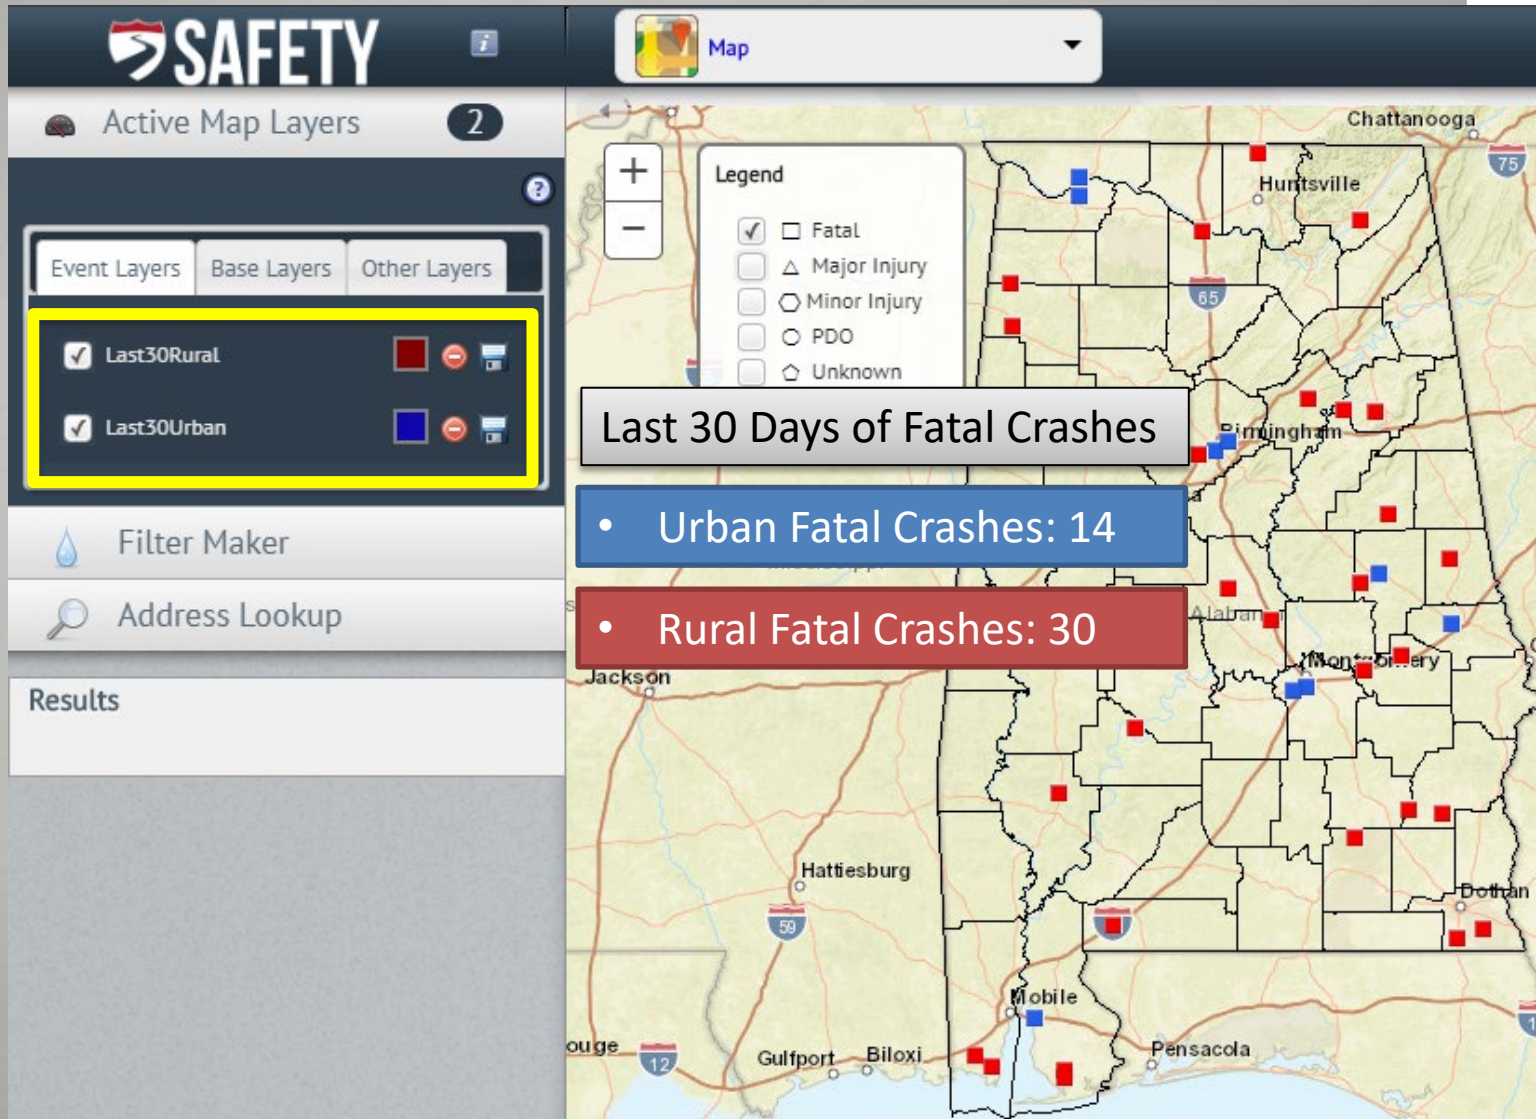 SAFETY
i
Map
Active Map Layers
2
?
Event Layers
Base Layers
Other Layers
Last30Rural
Last30Urban
Filter Maker
Address Lookup
Results
Legend
Fatal
Major Injury
Minor Injury
PDO
Unknown
Last 30 Days of Fatal Crashes
• Urban Fatal Crashes: 14
• Rural Fatal Crashes: 30
Chattanooga
75
Huntsville
65
Birmingham
Alabama
Montgomery
Jackson
Hattiesburg
59
Dothan
Mobile
Pensacola
Gulfport
Biloxi
12